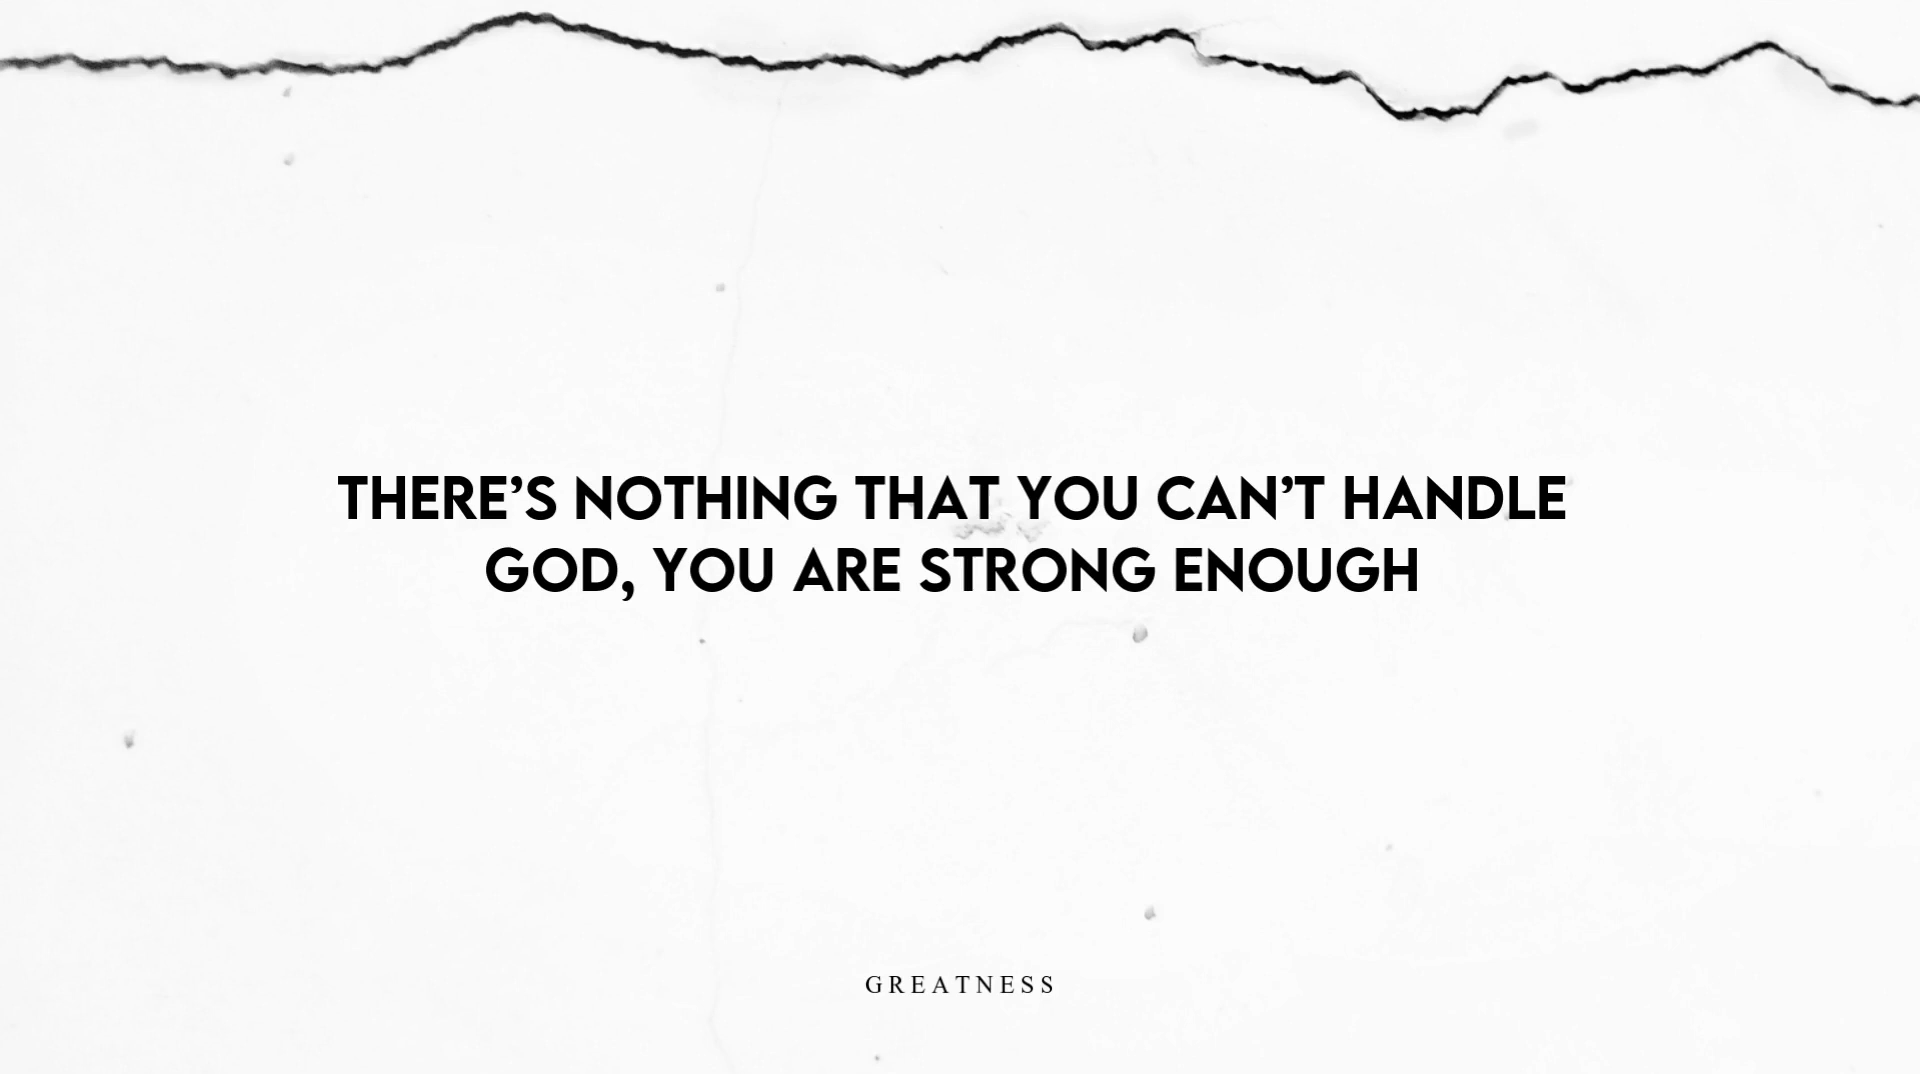 THERE’S NOTHING THAT YOU CAN’T HANDLE
GOD, YOU ARE STRONG ENOUGH
GREATNESS